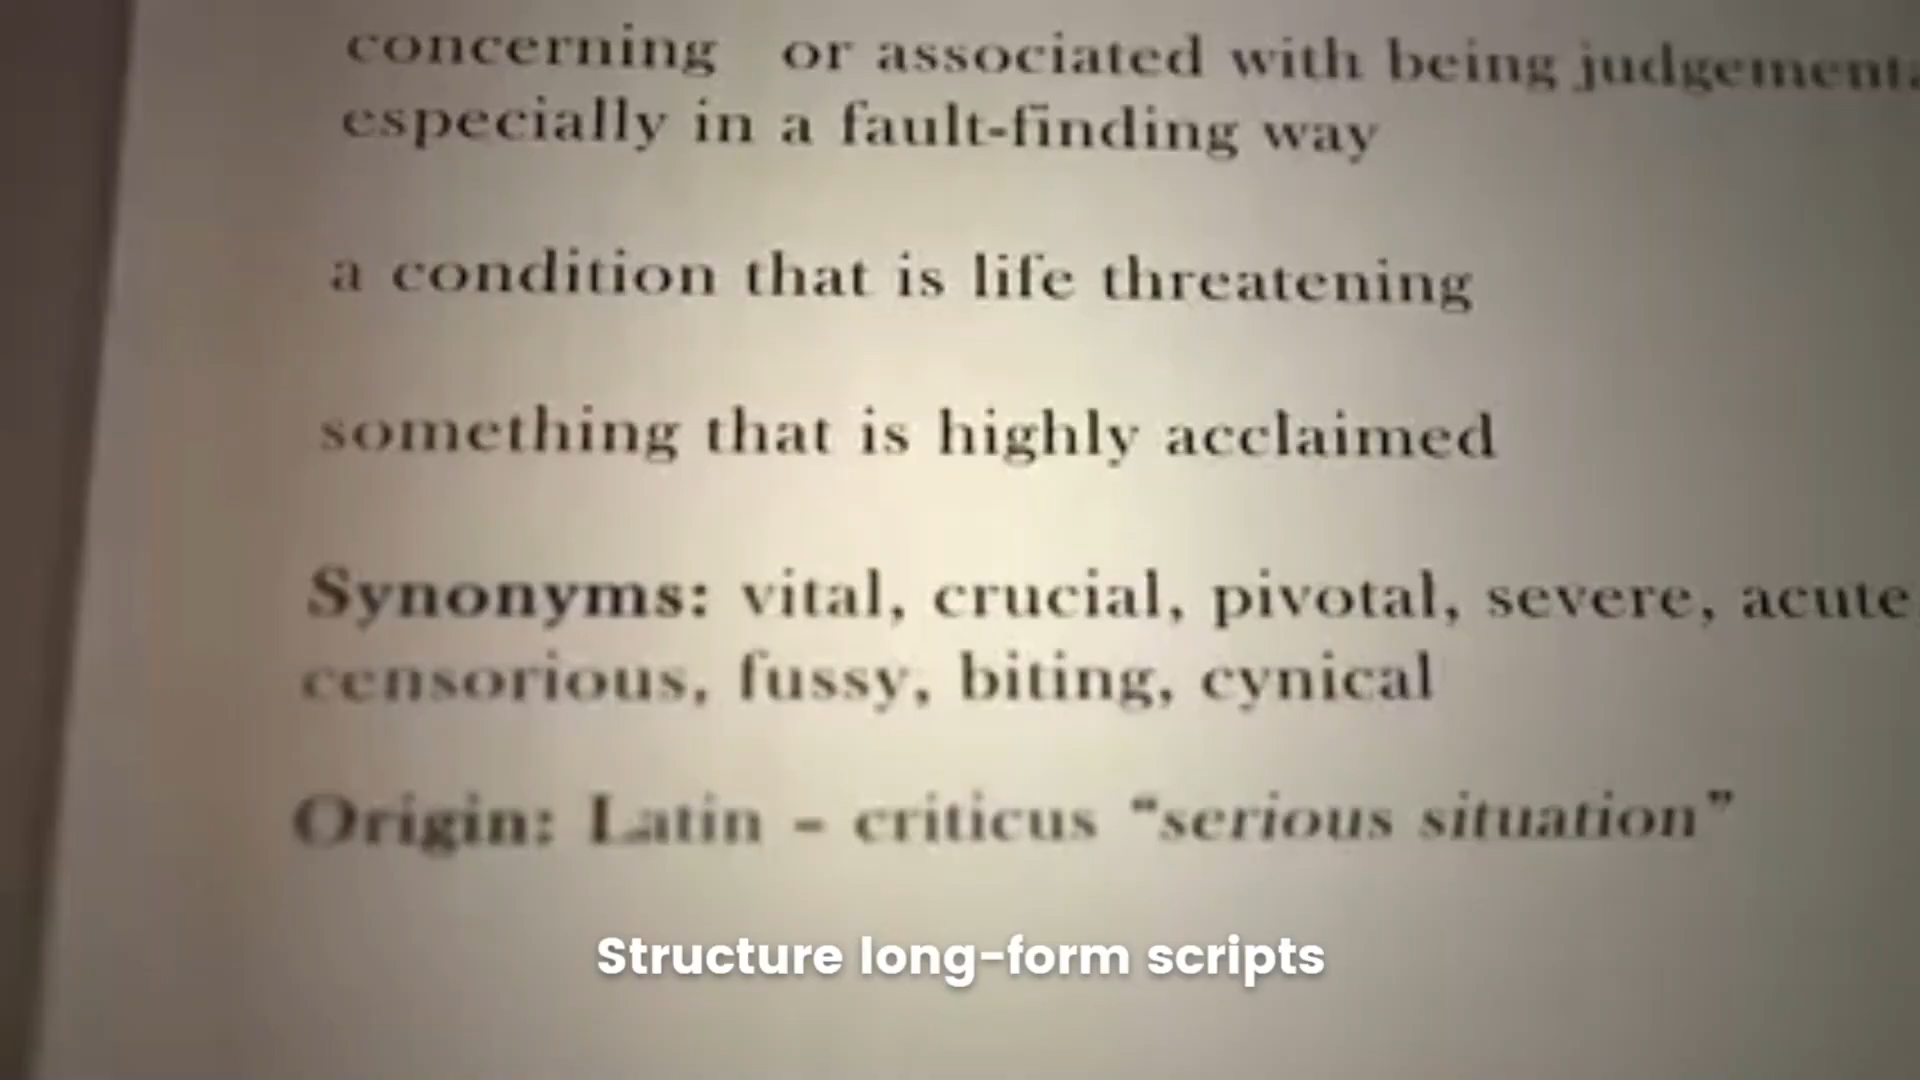 concerning or associated with being judgementa
especially in a fault-finding way
a condition that is life threatening
something that is highly acclaimed
Synonyms: vital, crucial, pivotal, severe, acute
censorious, fussy, biting, cynical
Origin: Latin - criticus “serious situation”
Structure long-form scripts